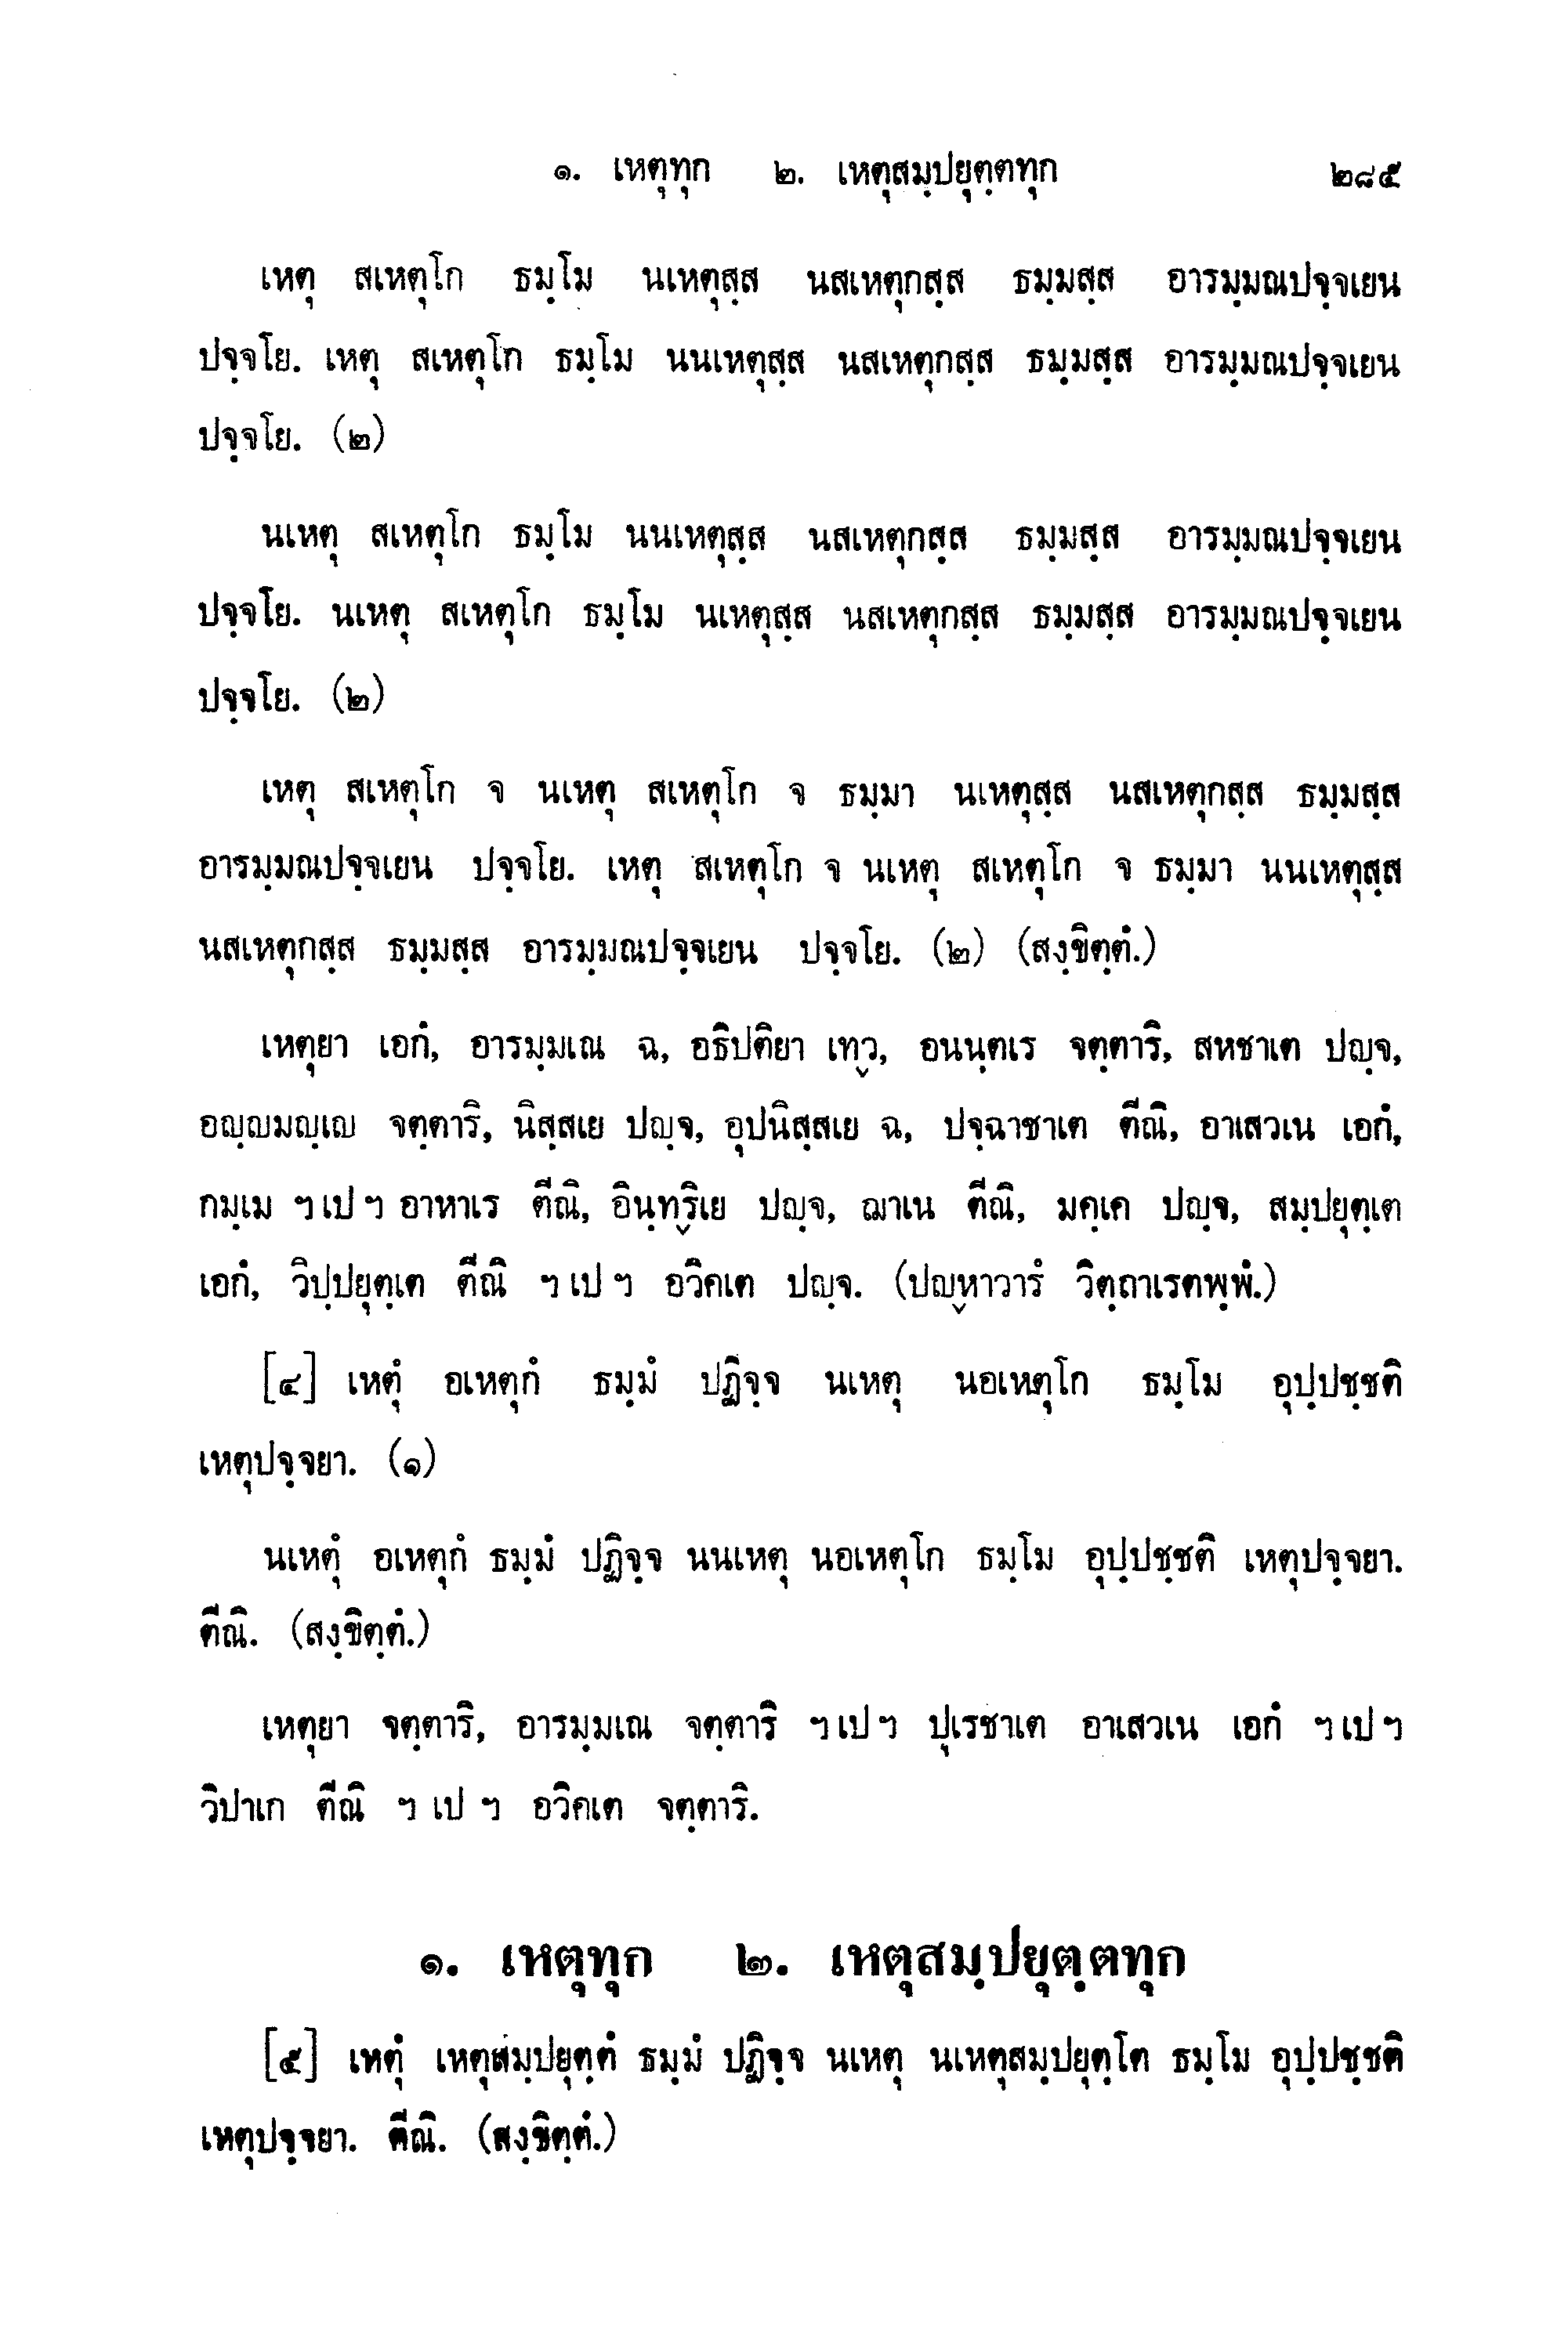 ๑. เหตุทุก ๒. เหตุสมฺปยุตฺตทุก ๒๘๕
เหตุ สเหตุโก ธมฺโม นเหตุสฺส นสเหตุกสฺส ธมฺมสฺส อารมฺมณปจฺจเยน
ปจฺจโย. เหตุ สเหตุโก ธมฺโม นนเหตุสฺส นสเหตุกสฺส ธมฺมสฺส อารมฺมณปจฺจเยน
ปจฺจโย. (๒)
นเหตุ สเหตุโก ธมฺโม นนเหตุสฺส นสเหตุกสฺส ธมฺมสฺส อารมฺมณปจฺจเยน
ปจฺจโย. นเหตุ สเหตุโก ธมฺโม นเหตุสฺส นสเหตุกสฺส ธมฺมสฺส อารมฺมณปจฺจเยน
ปจฺจโย. (๒)
เหตุ สเหตุโก จ นเหตุ สเหตุโก จ ธมฺมา นเหตุสฺส นสเหตุกสฺส ธมฺมสฺส
อารมฺมณปจฺจเยน ปจฺจโย. เหตุ สเหตุโก จ นเหตุ สเหตุโก จ ธมฺมา นนเหตุสฺส
นสเหตุกสฺส ธมฺมสฺส อารมฺมณปจฺจเยน ปจฺจโย. (๒) (สงฺขิตฺตํ.)
เหตุยา เอกํ, อารมฺมเณ ฉ, อธิปติยา เทฺว, อนนฺตเร จตฺตาริ, สหชาเต ปญฺจ,
อญฺญมญฺเญ จตฺตาริ, นิสฺสเย ปญฺจ, อุปนิสฺสเย ฉ, ปจฺฉาชาเต ตีณิ, อาเสวเน เอกํ,
กมฺเม ฯ เป ฯ อาหาเร ตีณิ, อินฺทฺริเย ปญฺจ, ฌาเน ตีณิ, มคฺเค ปญฺจ, สมฺปยุตฺเต
เอกํ, วิปฺปยุตฺเต ตีณิ ฯ เป ฯ อวิคเต ปญฺจ. (ปญฺหาวารํ วิตฺถาเรตพฺพํ.)
[๔] เหตุํ อเหตุกํ ธมฺมํ ปฏิจฺจ นเหตุ นอเหตุโก ธมฺโม อุปฺปชฺชติ
เหตุปจฺจยา. (๑)
นเหตุํ อเหตุกํ ธมฺมํ ปฏิจฺจ นนเหตุ นอเหตุโก ธมฺโม อุปฺปชฺชติ เหตุปจฺจยา.
ตีณิ. (สงฺขิตฺตํ.)
เหตุยา จตฺตาริ, อารมฺมเณ จตฺตาริ ฯ เป ฯ ปุเรชาเต อาเสวเน เอกํ ฯ เป ฯ
วิปาเก ตีณิ ฯ เป ฯ อวิคเต จตฺตาริ.
๑. เหตุทุก ๒. เหตุสมฺปยุตฺตทุก
[๕] เหตุํ เหตุสมฺปยุตฺตํ ธมฺมํ ปฏิจฺจ นเหตุ นเหตุสมฺปยุตฺโต ธมฺโม อุปฺปชฺชติ
เหตุปจฺจยา. ตีณิ. (สงฺขิตฺตํ.)